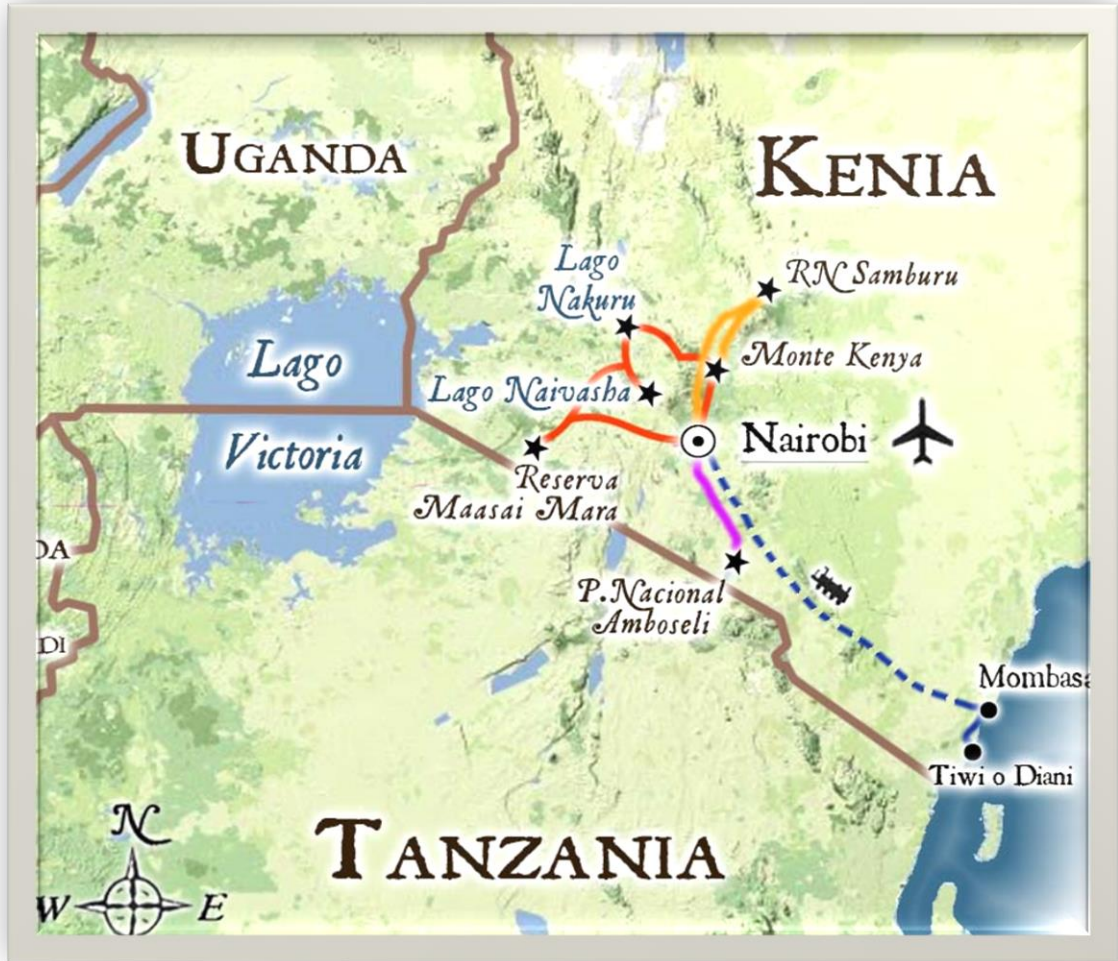 UGANDA
KENIA
Lago
Nakuru
RN Samburu
Monte Kenya
Lago
Lago Naivasha
Nairobi
Victoria
Reserva
Maasai Mara
DA
P.Nacional
Amboseli
DI
Mombasa
Tiwi o Diani
N
TANZANIA
W E